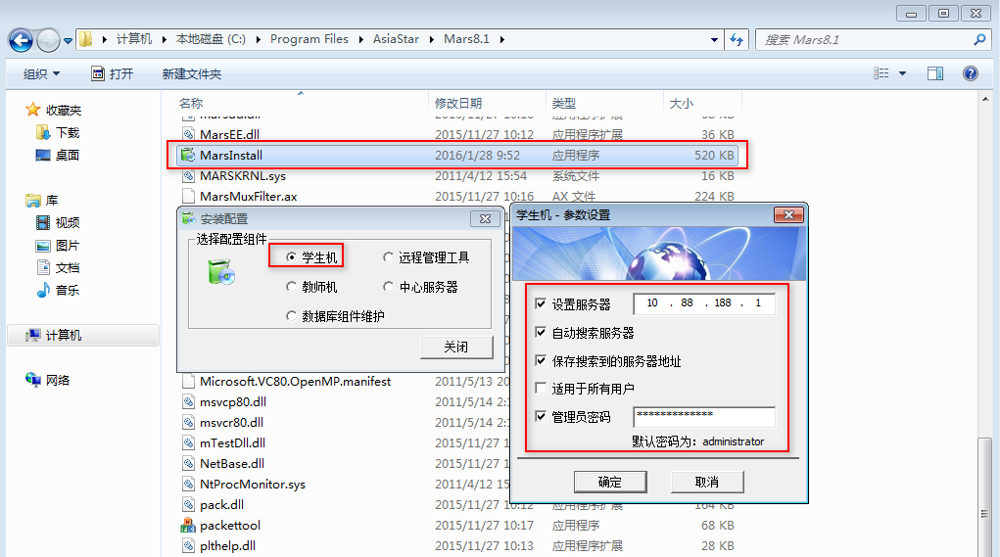 计算机 ▸ 本地磁盘 (C:) ▸ Program Files ▸ AsiaStar ▸ Mars8.1 ▸
搜索 Mars8.1
组织 打开 新建文件夹
名称 修改日期 类型 大小
收藏夹
下载
桌面
库
视频
图片
文档
音乐
计算机
网络
MarsEE.dll 2015/11/27 10:12 应用程序扩展 36 KB
MarsInstall 2016/1/28 9:52 应用程序 520 KB
MARSKRNL.sys 2011/4/12 15:54 系统文件 16 KB
MarsMuxFilter.ax 2015/11/27 10:16 AX 文件 224 KB
安装配置
选择配置组件
学生机 远程管理工具
教师机 中心服务器
数据库组件维护
关闭
学生机 - 参数设置
设置服务器 10 . 88 . 188 . 1
自动搜索服务器
保存搜索到的服务器地址
适用于所有用户
管理员密码 *************
默认密码为：administrator
确定 取消
Microsoft.VC80.OpenMP.manifest 2011/5/13 20
msvcp80.dll 2011/5/14 2:
msvcr80.dll 2011/5/14 2:
mTestDll.dll 2015/11/27 1
NetBase.dll 2015/11/27 1
NtProcMonitor.sys 2011/4/12 15
pack.dll 2015/11/27 10:12 应用程序扩展 164 KB
packettool 2015/11/27 10:17 应用程序 68 KB
plthelp.dll 2015/11/27 10:13 应用程序扩展 28 KB